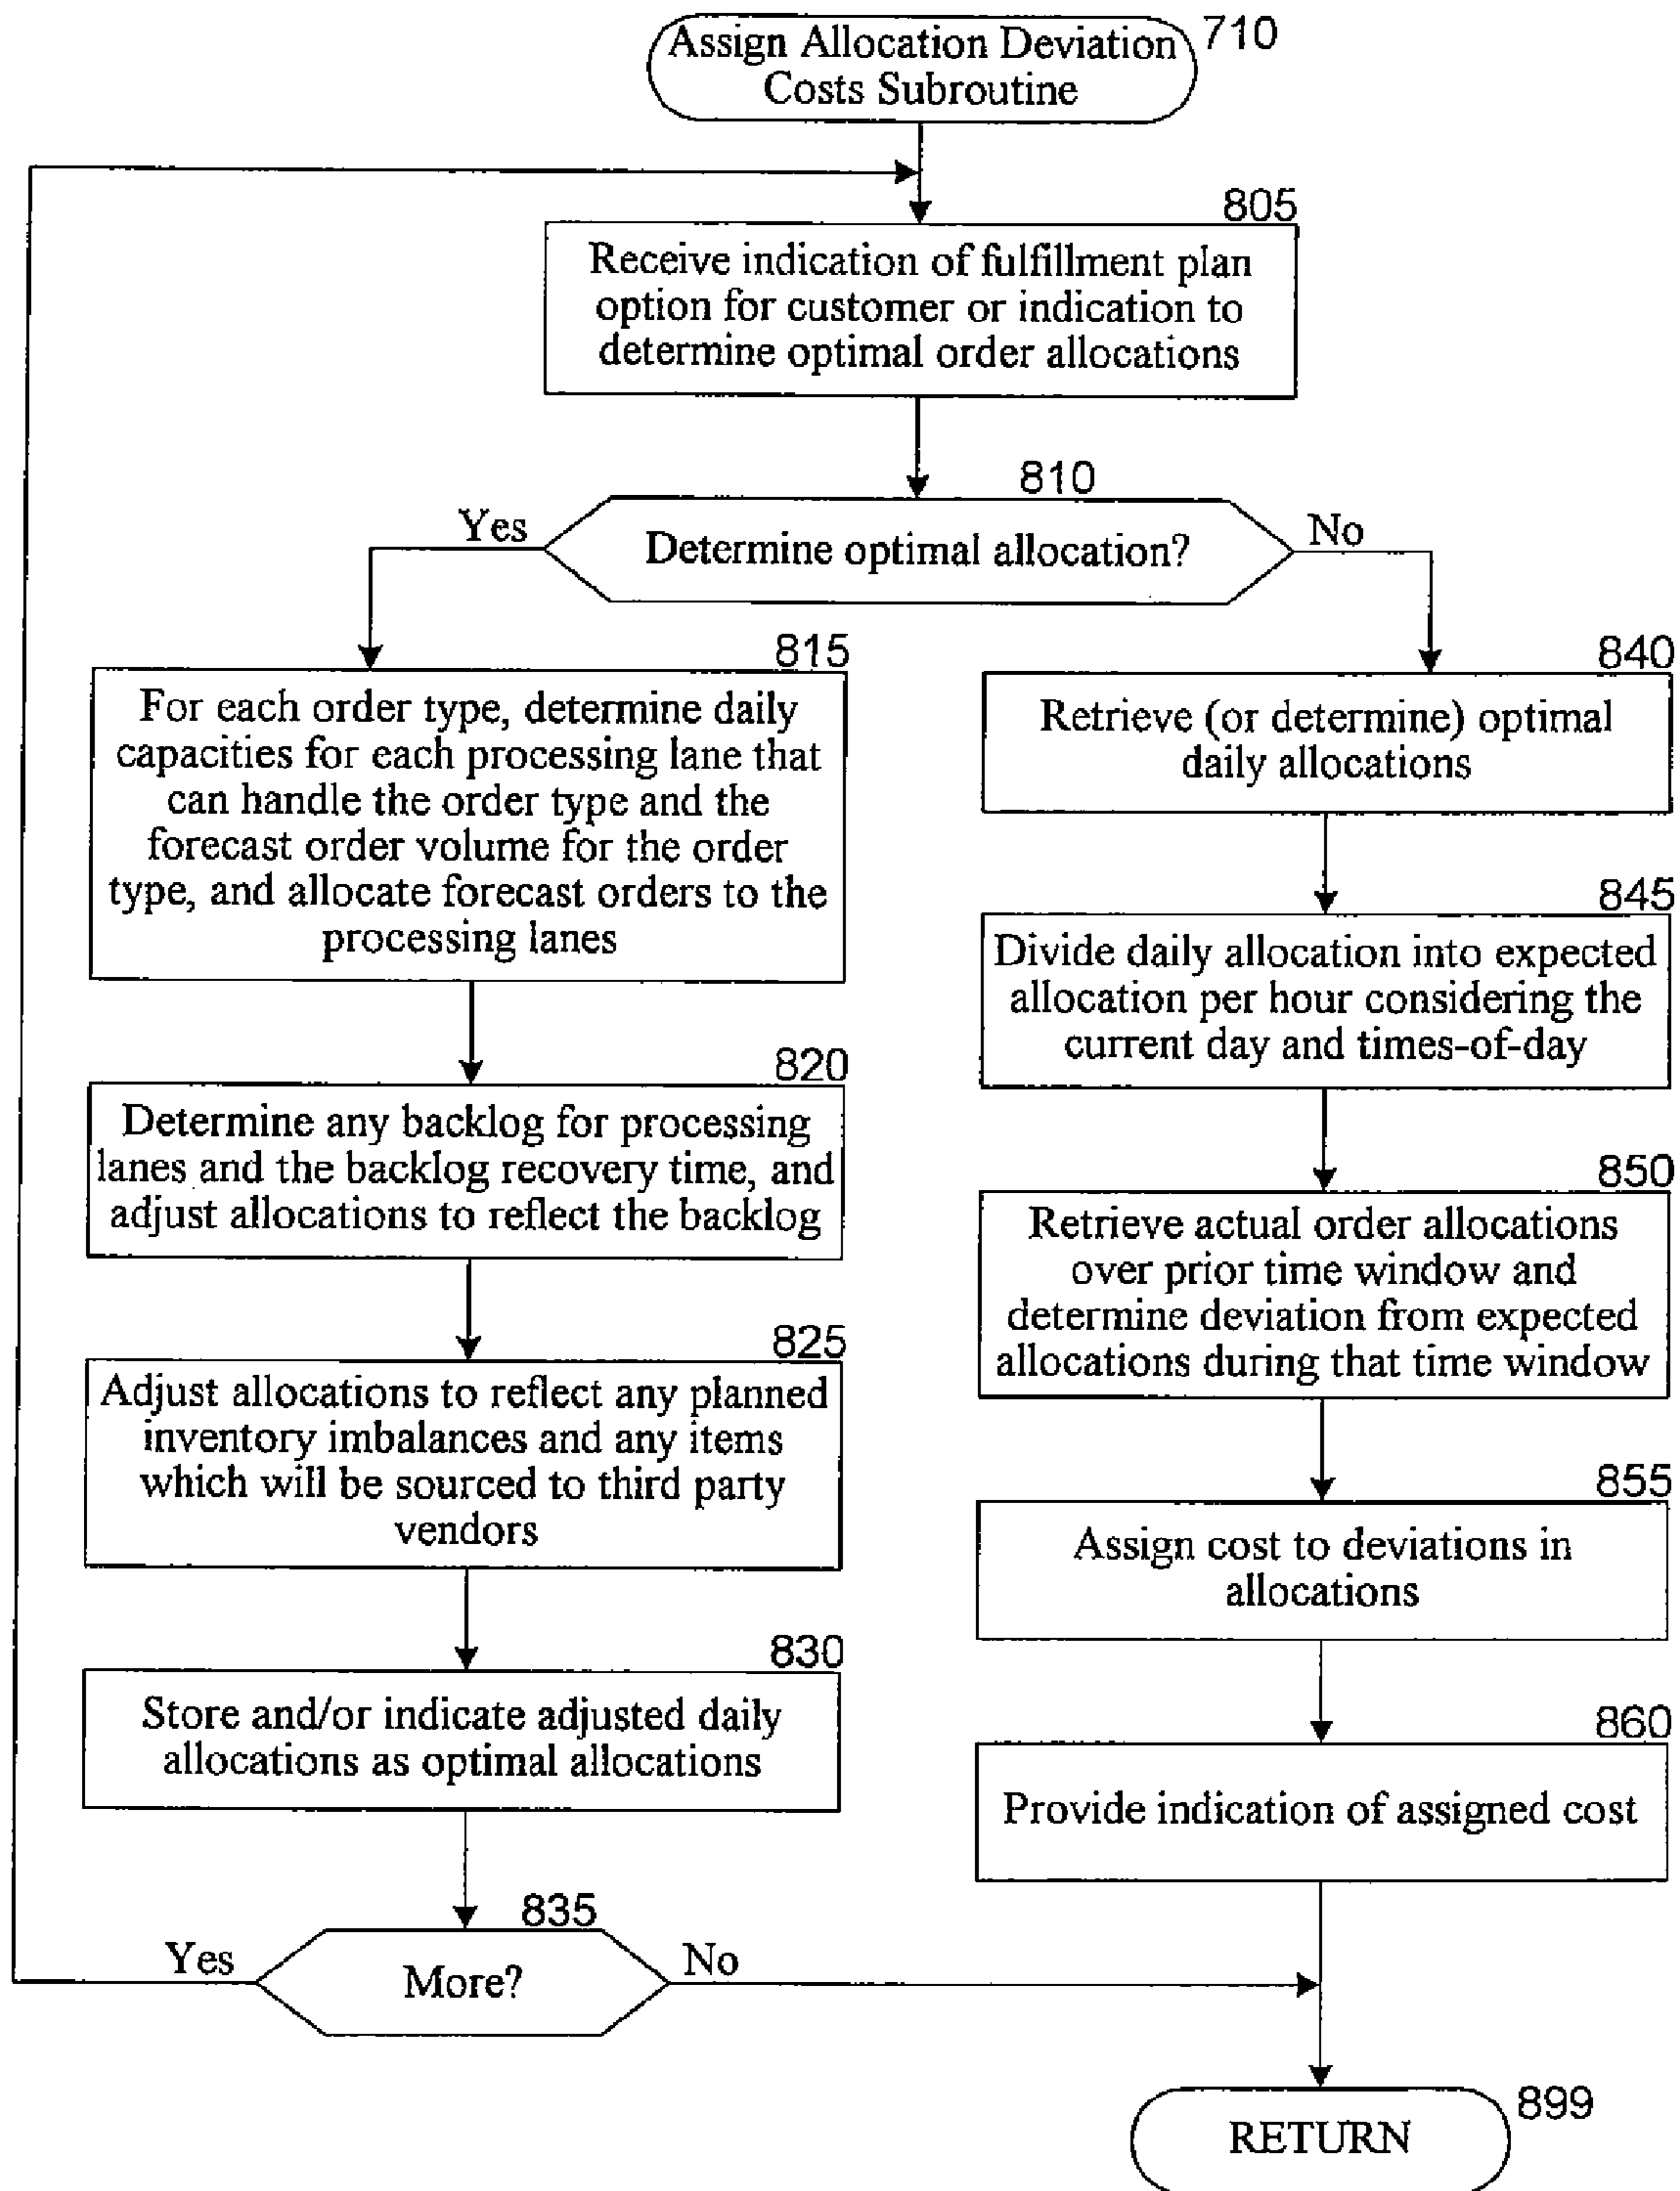 Assign Allocation Deviation
Costs Subroutine
710
805
Receive indication of fulfillment plan
option for customer or indication to
determine optimal order allocations
810
Yes
Determine optimal allocation?
No
815
For each order type, determine daily
capacities for each processing lane that
can handle the order type and the
forecast order volume for the order
type, and allocate forecast orders to the
processing lanes
820
Determine any backlog for processing
lanes and the backlog recovery time, and
adjust allocations to reflect the backlog
825
Adjust allocations to reflect any planned
inventory imbalances and any items
which will be sourced to third party
vendors
830
Store and/or indicate adjusted daily
allocations as optimal allocations
835
Yes
More?
No
840
Retrieve (or determine) optimal
daily allocations
845
Divide daily allocation into expected
allocation per hour considering the
current day and times-of-day
850
Retrieve actual order allocations
over prior time window and
determine deviation from expected
allocations during that time window
855
Assign cost to deviations in
allocations
860
Provide indication of assigned cost
RETURN
899